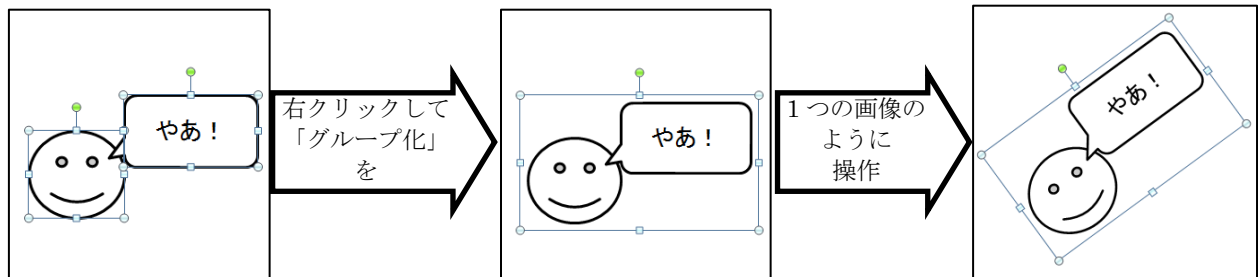 やあ！
右クリックして
「グループ化」
を
やあ！
１つの画像の
ように
操作
やあ！